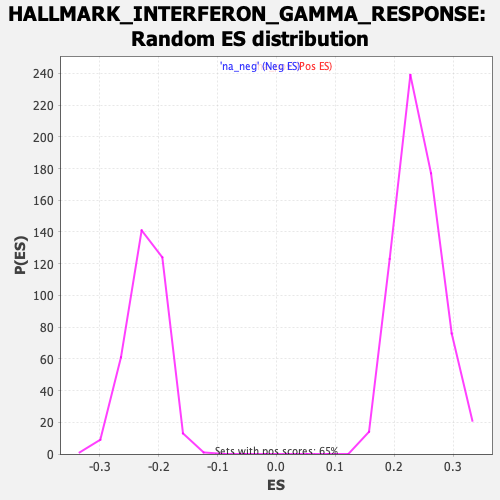 HALLMARK_INTERFERON_GAMMA_RESPONSE:
Random ES distribution
'na_neg' (Neg ES)Pos ES)
240
220
200
180
160
140
120
100
80
60
40
20
0
P(ES)
Sets with pos scores: 65%
-0.3 -0.2 -0.1 0.0 0.1 0.2 0.3
ES